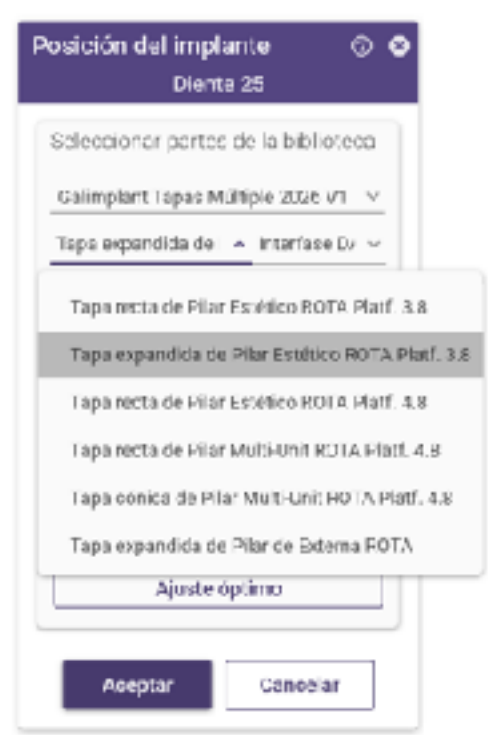 Posición del implante
Diente 25
Seleccionar partes de la biblioteca
Galimplant Tapas Múltiple 2026 V1
Tapa expandida de Interfase D/
Tapa recta de Pilar Estético ROTA Platf. 3.8
Tapa expandida de Pilar Estético ROTA Platf. 3.8
Tapa recta de Pilar Estético ROTA Platf. 4.8
Tapa recta de Pilar Multi-Unit ROTA Platf. 4.8
Tapa cónica de Pilar Multi-Unit ROTA Platf. 4.8
Tapa expandida de Pilar de Externa ROTA
Ajuste óptimo
Aceptar Cancelar